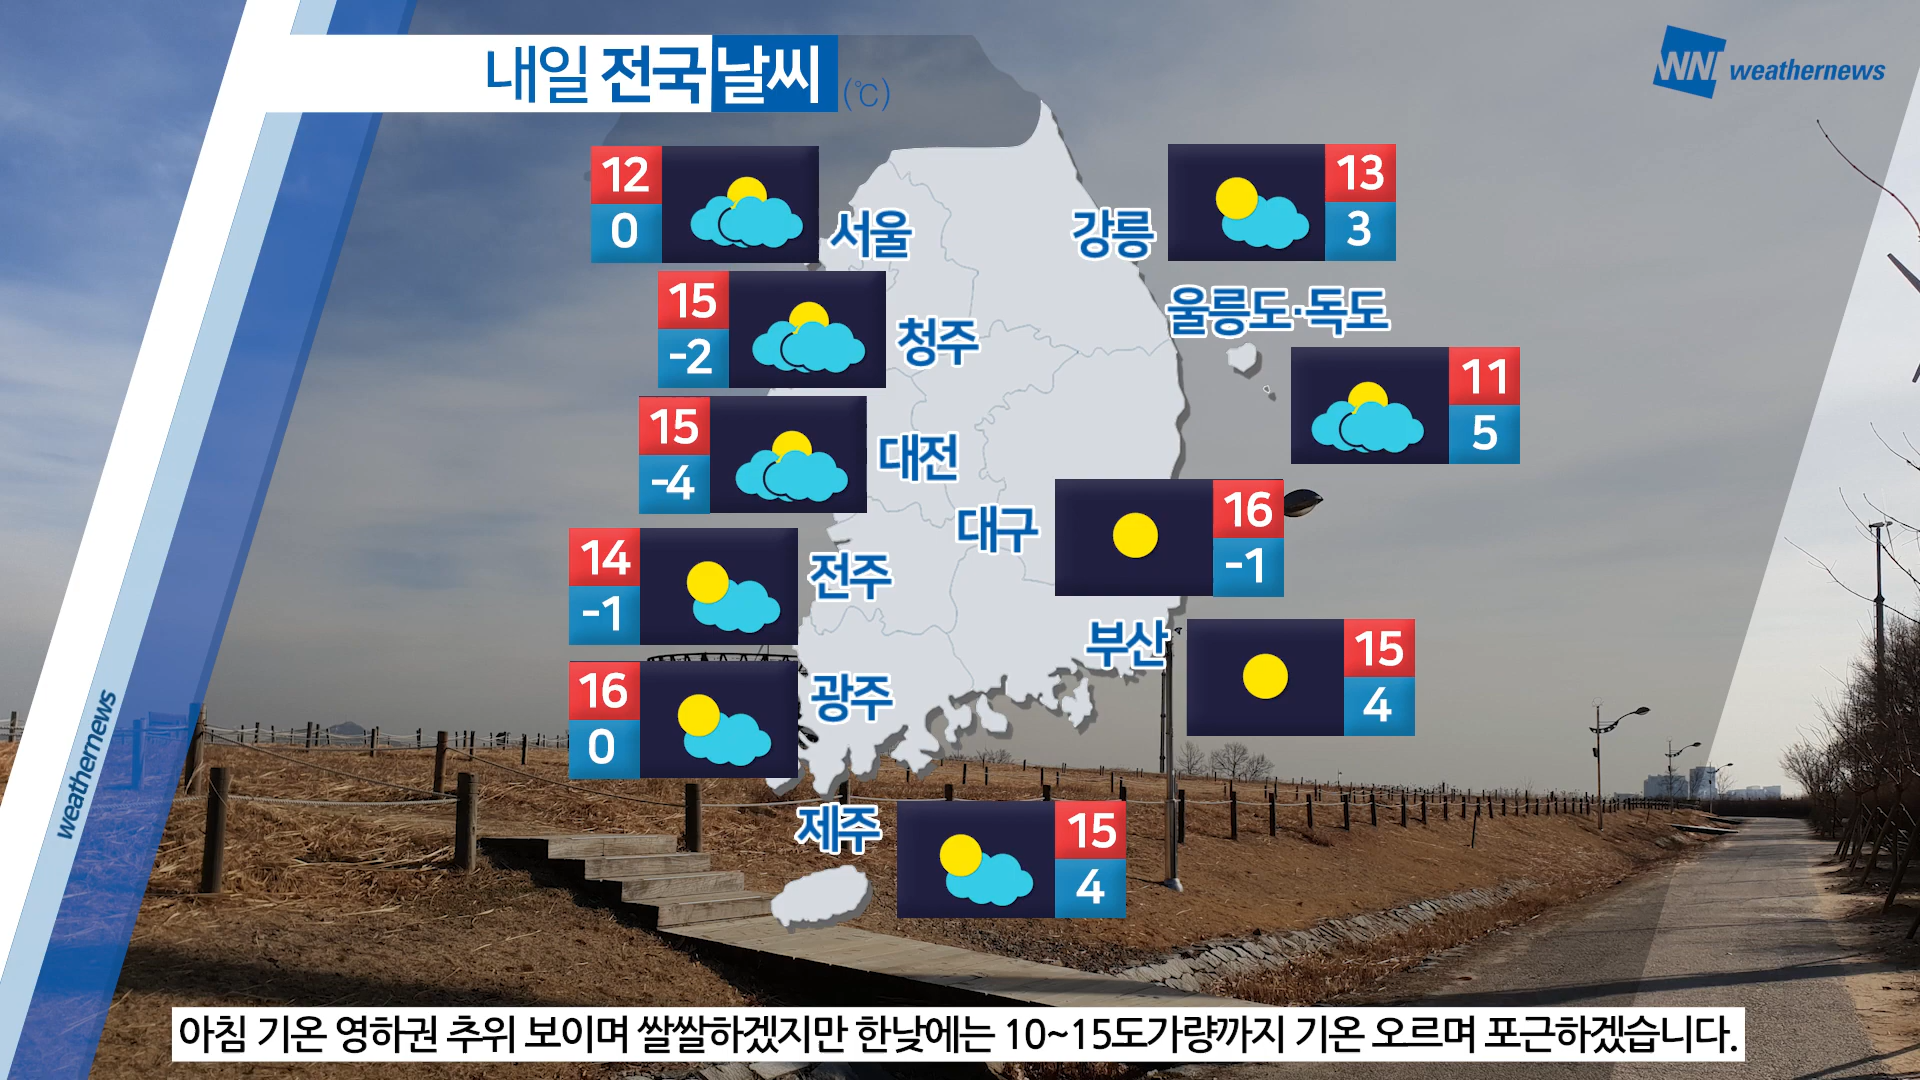 내일 전국 날씨 (℃)
WN weathernews
12
0
서울
강릉
13
3
15
-2
청주
울릉도·독도
11
5
15
-4
대전
대구
16
-1
14
-1
전주
부산
15
4
16
0
광주
제주
15
4
weathernews
아침 기온 영하권 추위 보이며 쌀쌀하겠지만 한낮에는 10~15도가량까지 기온 오르며 포근하겠습니다.